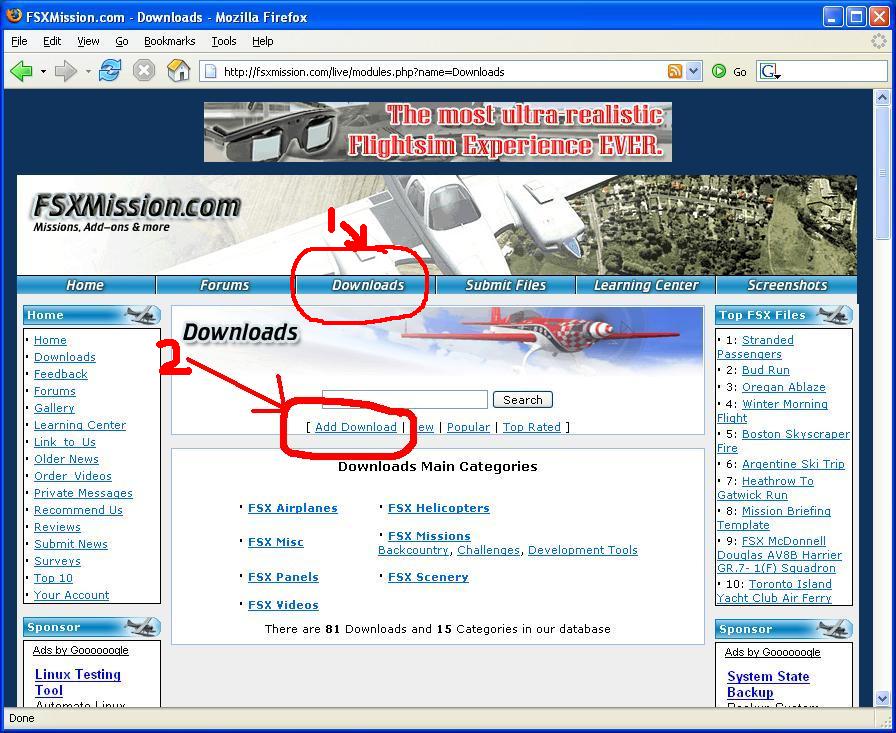 FSXMission.com - Downloads - Mozilla Firefox
File Edit View Go Bookmarks Tools Help
http://fsxmission.com/live/modules.php?name=Downloads Go G
The most ultra-realistic
Flightsim Experience EVER.
FSXMission.com
Missions, Add-ons & more
1
Home Forums Downloads Submit Files Learning Center Screenshots
Home
Home
Downloads
Feedback
Forums
Gallery
Learning Center
Link to Us
Older News
Order Videos
Private Messages
Recommend Us
Reviews
Submit News
Surveys
Top 10
Your Account
Sponsor
Ads by Goooooogle
Linux Testing
Tool
Automate Linux
Downloads
2
Search
[ Add Download | | Popular | Top Rated ]
Downloads Main Categories
· FSX Airplanes · FSX Helicopters
· FSX Misc · FSX Missions
Backcountry, Challenges, Development Tools
· FSX Panels · FSX Scenery
· FSX Videos
There are 81 Downloads and 15 Categories in our database
Top FSX Files
· 1: Stranded
Passengers
· 2: Bud Run
· 3: Oregan Ablaze
· 4: Winter Morning
Flight
· 5: Boston Skyscraper
Fire
· 6: Argentine Ski Trip
· 7: Heathrow To
Gatwick Run
· 8: Mission Briefing
Template
· 9: FSX McDonnell
Douglas AV8B Harrier
GR.7- 1(F) Squadron
· 10: Toronto Island
Yacht Club Air Ferry
Sponsor
Ads by Goooooogle
System State
Backup
Done